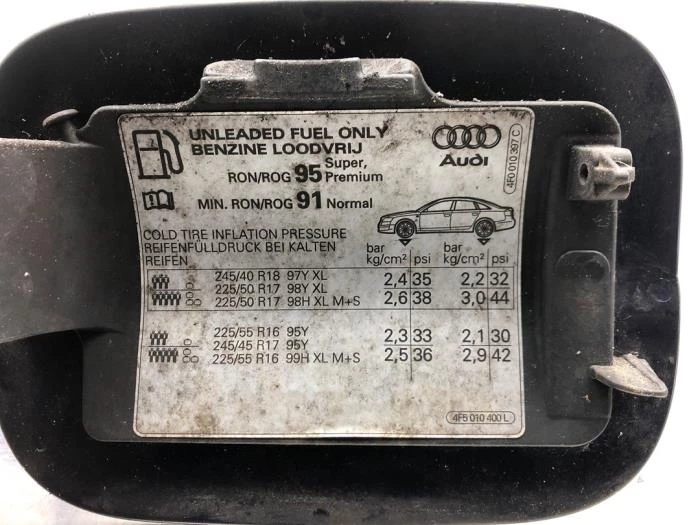 UNLEADED FUEL ONLY
BENZINE LOODVRIJ
RON/ROG 95 Super, Premium
MIN. RON/ROG 91 Normal
Audi
4F0 010 397 C
COLD TIRE INFLATION PRESSURE
REIFENFÜLLDRUCK BEI KALTEN
REIFEN
bar kg/cm² psi bar kg/cm² psi
245/40 R18 97Y XL 2,4 35 2,2 32
225/50 R17 98Y XL
225/50 R17 98H XL M+S 2,6 38 3,0 44
225/55 R16 95Y 2,3 33 2,1 30
245/45 R17 95Y
225/55 R16 99H XL M+S 2,5 36 2,9 42
4F5 010 400 L